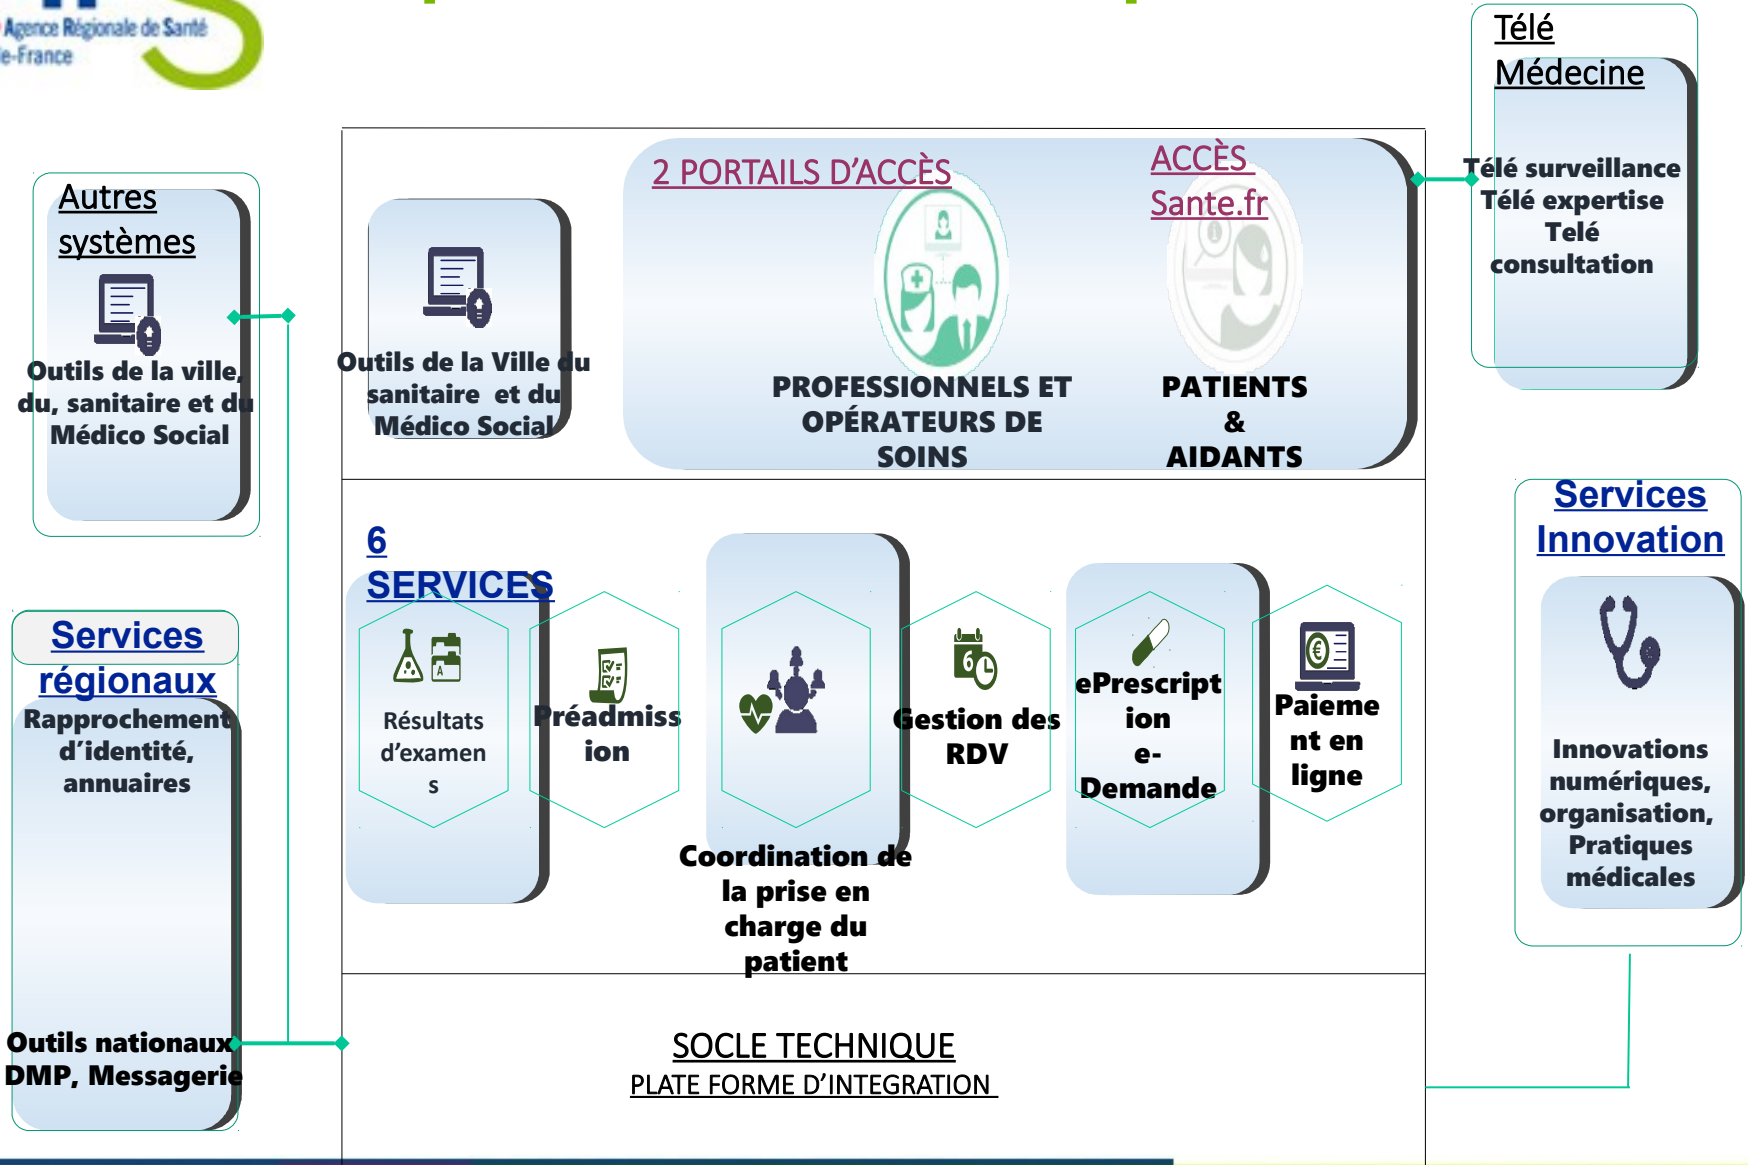 Agence Régionale de Santé
le-France
Télé
Médecine
Télé surveillance
Télé expertise
Telé
consultation
Autres
systèmes
Outils de la ville,
du, sanitaire et du
Médico Social
Outils de la Ville du
sanitaire et du
Médico Social
2 PORTAILS D’ACCÈS
ACCÈS
Sante.fr
PROFESSIONNELS ET
OPÉRATEURS DE
SOINS
PATIENTS
&
AIDANTS
6
SERVICES
A
Résultats
d’examen
s
Préadmiss
ion
Coordination de
la prise en
charge du
patient
6
Gestion des
RDV
ePrescript
ion
e-
Demande
€
Paieme
nt en
ligne
Services
Innovation
Innovations
numériques,
organisation,
Pratiques
médicales
Services
régionaux
Rapprochement
d’identité,
annuaires
Outils nationaux
DMP, Messagerie
SOCLE TECHNIQUE
PLATE FORME D’INTEGRATION